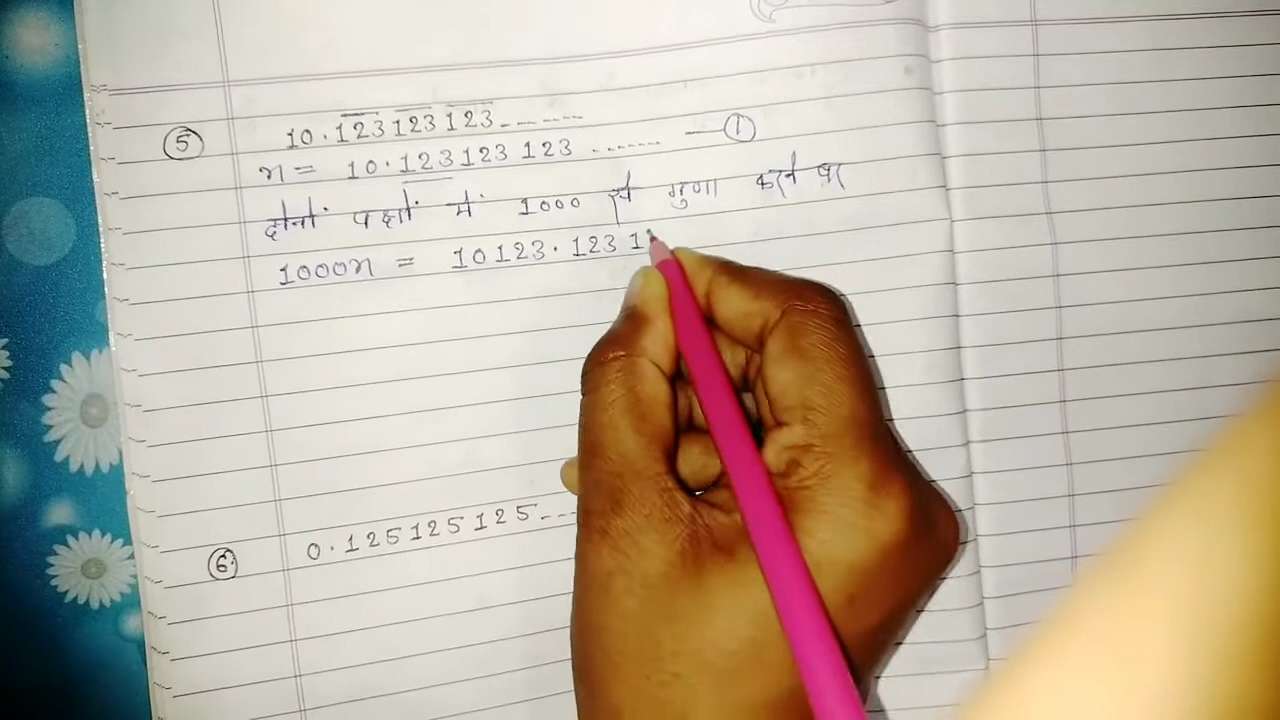 ⑤ 10.123123123------
x = 10.123123123 ...... —①
दोनों पक्षों में 1000 से गुणा करने पर
1000x = 10123.1231
⑥ 0.125125125---